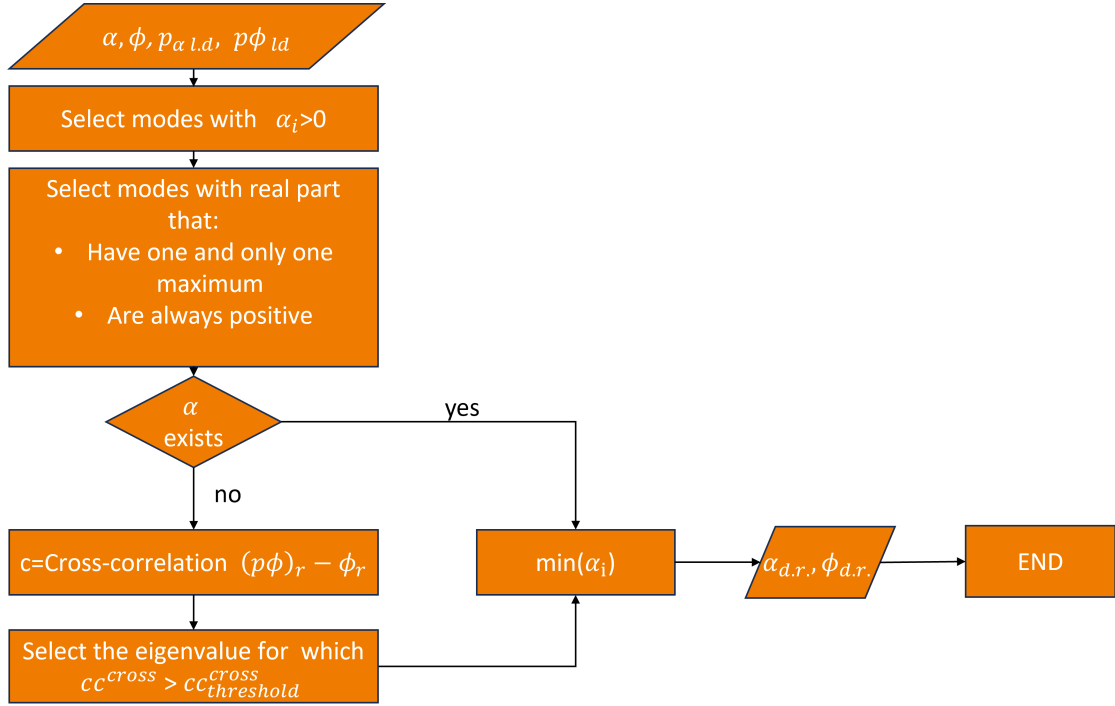 α, ϕ, p_{α l.d}, pϕ_{ld}
Select modes with α_i>0
Select modes with real part
that:
• Have one and only one
maximum
• Are always positive
α
exists
yes
no
c=Cross-correlation (pϕ)_r − ϕ_r
min(α_i)
α_{d.r.}, ϕ_{d.r.}
END
Select the eigenvalue for which
cc^{cross} > cc^{cross}_{threshold}